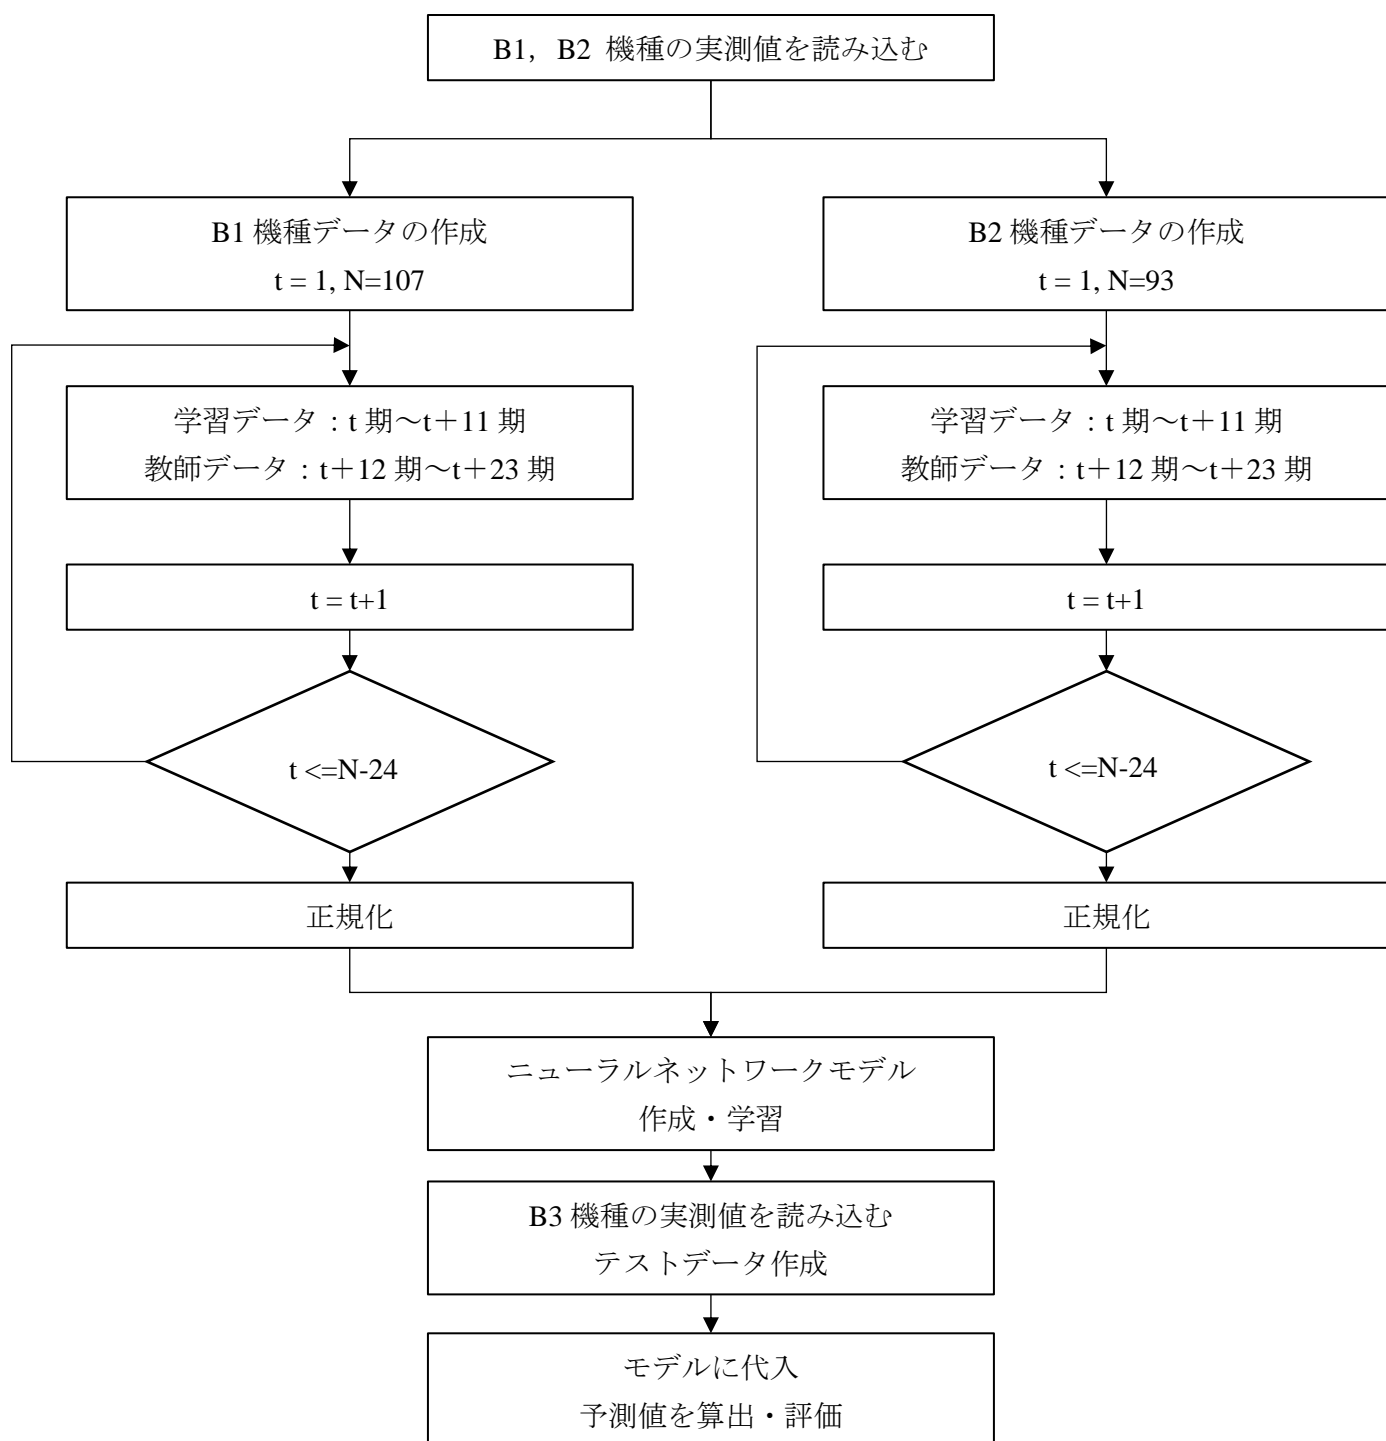 B1，B2 機種の実測値を読み込む
B1 機種データの作成
t = 1, N=107
B2 機種データの作成
t = 1, N=93
学習データ：t 期～t＋11 期
教師データ：t＋12 期～t＋23 期
学習データ：t 期～t＋11 期
教師データ：t＋12 期～t＋23 期
t = t+1
t = t+1
t <=N-24
t <=N-24
正規化
正規化
ニューラルネットワークモデル
作成・学習
B3 機種の実測値を読み込む
テストデータ作成
モデルに代入
予測値を算出・評価